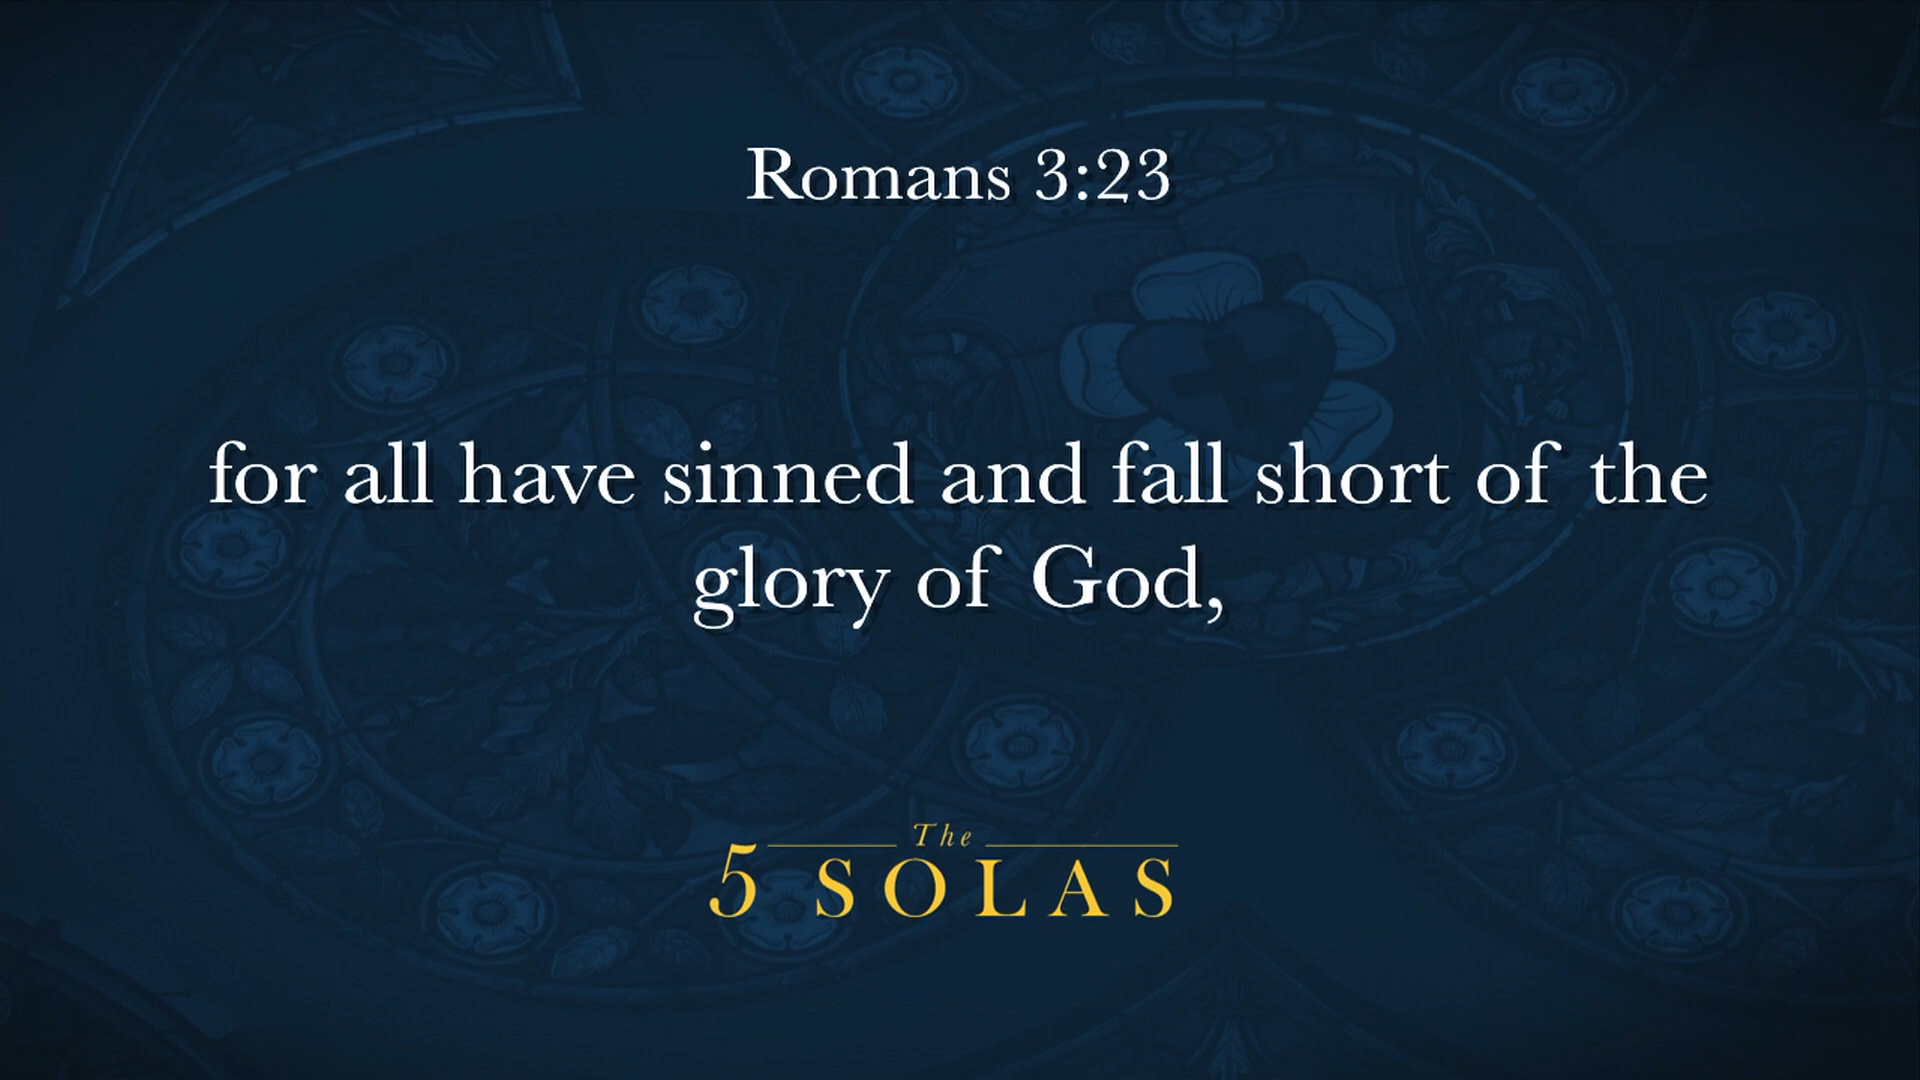 Romans 3:23
for all have sinned and fall short of the
glory of God,
The
5 SOLAS